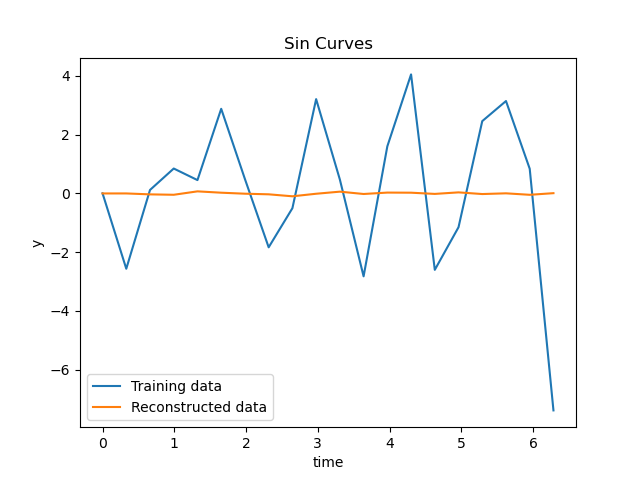 Sin Curves
y
4
2
0
−2
−4
−6
Training data
Reconstructed data
0 1 2 3 4 5 6
time